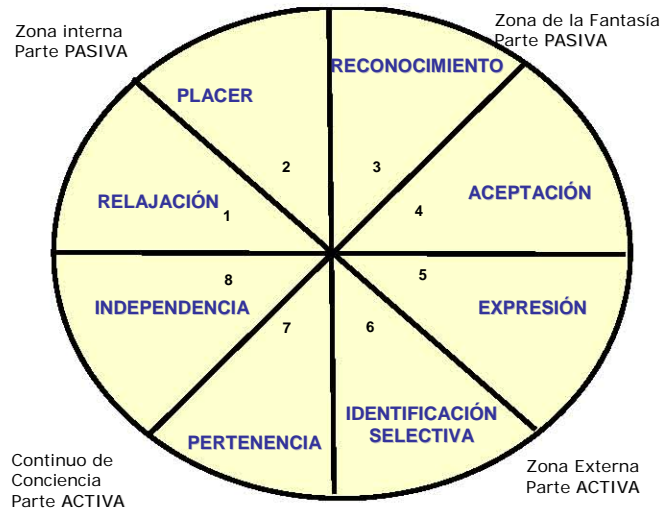 Zona interna
Parte PASIVA
Zona de la Fantasía
Parte PASIVA
RECONOCIMIENTO
PLACER
2
3
RELAJACIÓN
1
4
ACEPTACIÓN
8
5
INDEPENDENCIA
EXPRESIÓN
7
6
IDENTIFICACIÓN
SELECTIVA
PERTENENCIA
Continuo de
Conciencia
Parte ACTIVA
Zona Externa
Parte ACTIVA